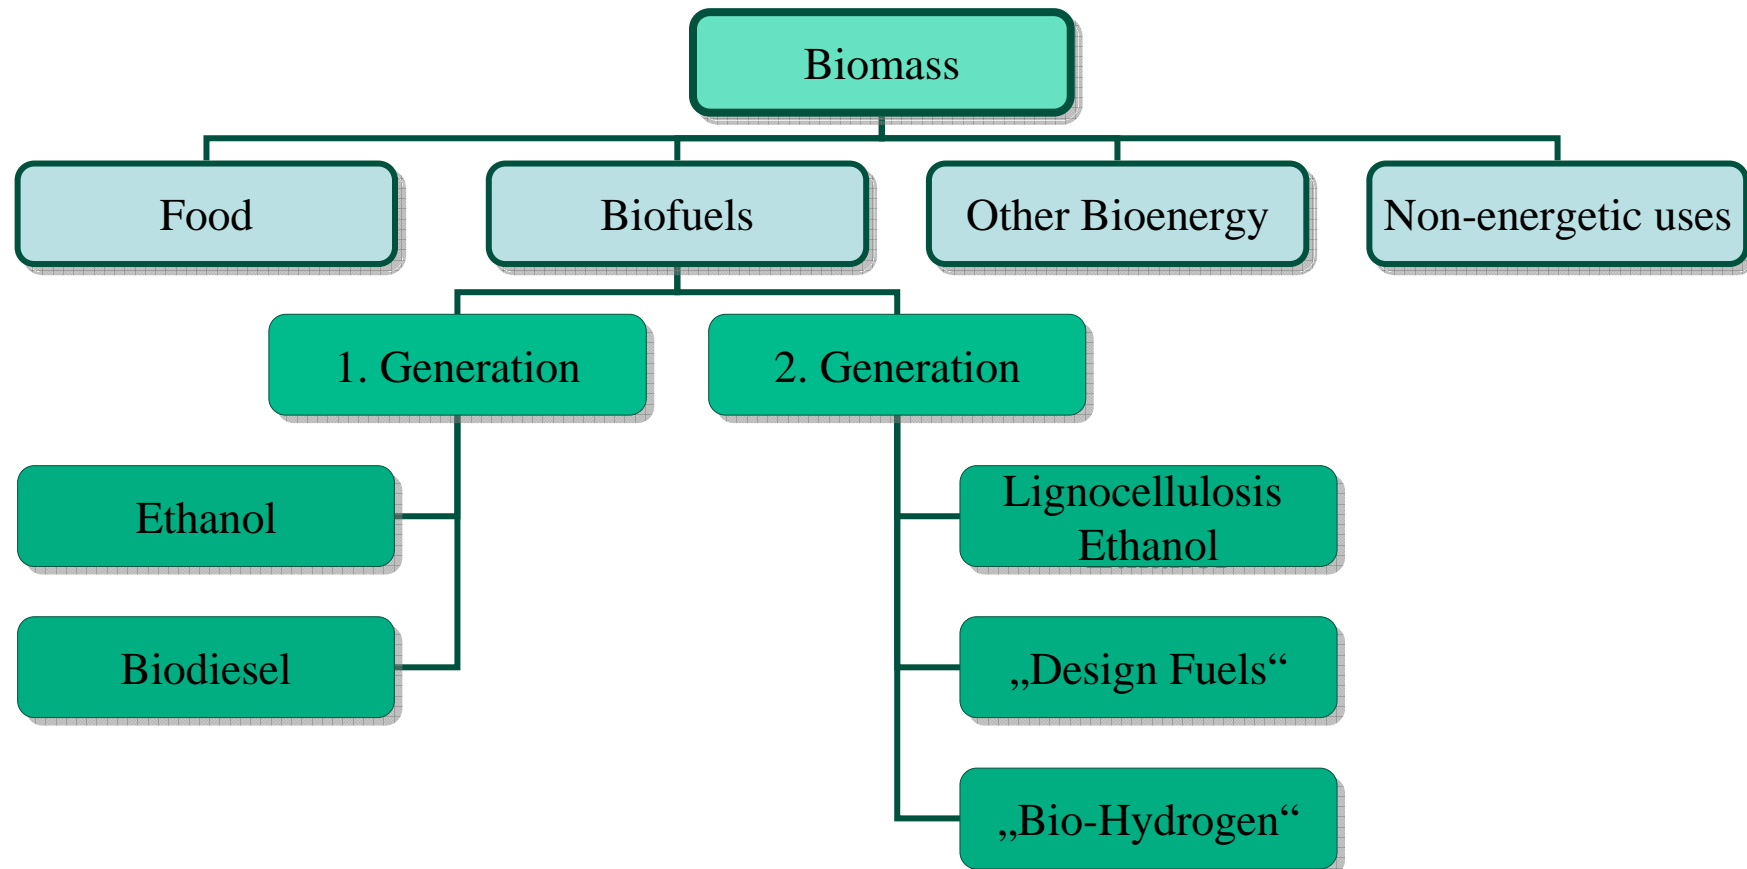 Biomass
Food
Biofuels
Other Bioenergy
Non-energetic uses
1. Generation
2. Generation
Ethanol
Lignocellulosis
Ethanol
Biodiesel
„Design Fuels“
„Bio-Hydrogen“